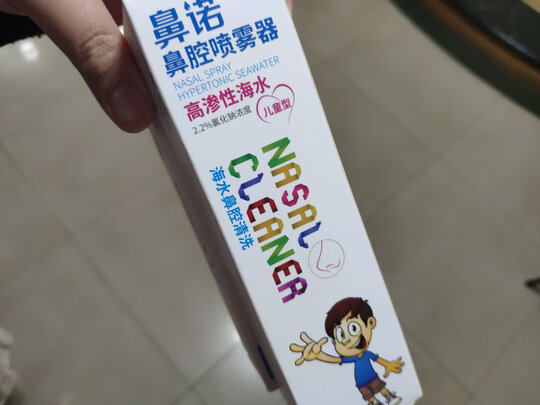 鼻诺
鼻腔喷雾器
NASAL SPRAY
HYPERTONIC SEAWATER
高渗性海水
儿童型
2.2%氯化钠浓度
NASAL
CLEANER
海水鼻腔清洗